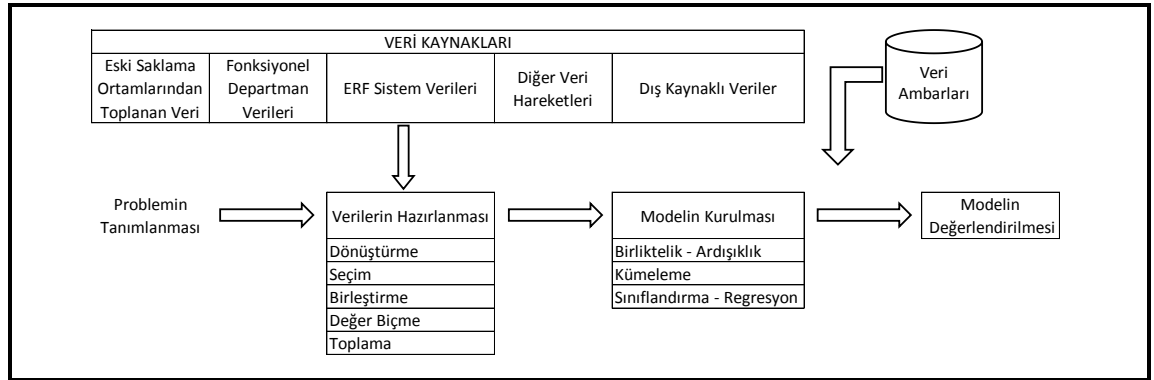 VERİ KAYNAKLARI
Eski Saklama
Ortamlarından
Toplanan Veri
Fonksiyonel
Departman
Verileri
ERF Sistem Verileri
Diğer Veri
Hareketleri
Dış Kaynaklı Veriler
Veri
Ambarları
Problemin
Tanımlanması
Verilerin Hazırlanması
Dönüştürme
Seçim
Birleştirme
Değer Biçme
Toplama
Modelin Kurulması
Birliktelik - Ardışıklık
Kümeleme
Sınıflandırma - Regresyon
Modelin
Değerlendirilmesi